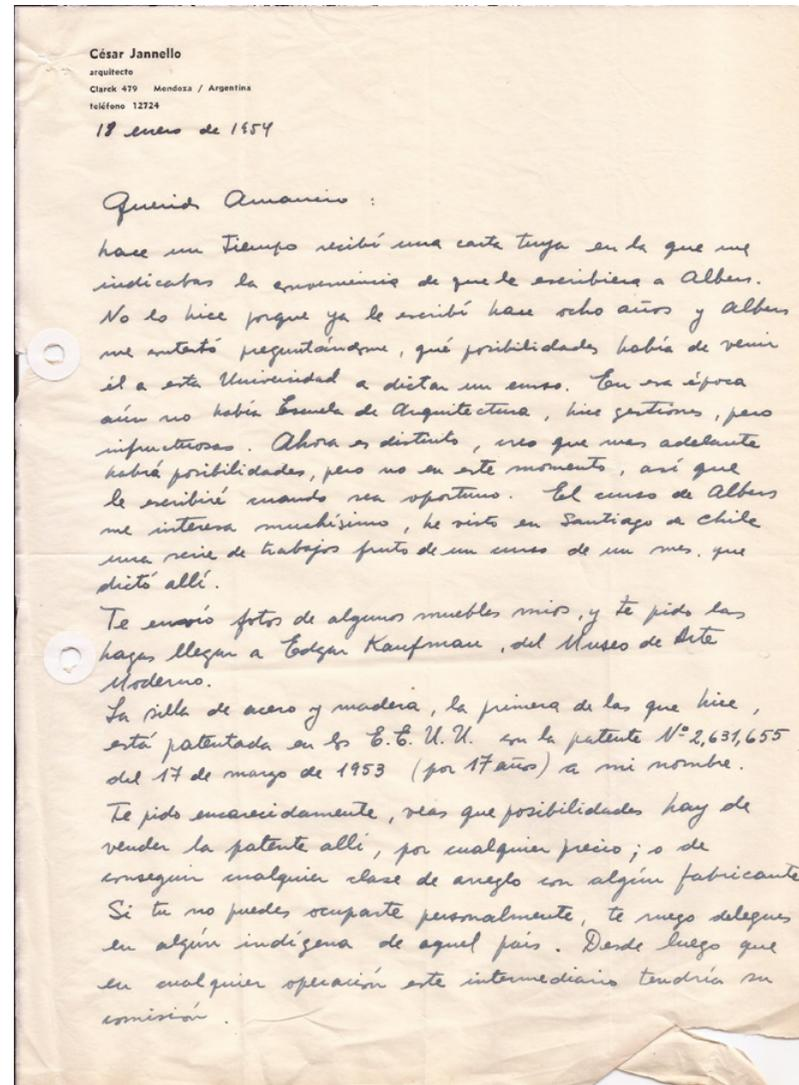 César Jannello
arquitecto
Clarck 479 Mendoza / Argentina
teléfono 12724
18 enero de 1954
Querido Amancio :
hace un tiempo recibí una carta tuya en la que me
indicabas la conveniencia de que le escribiera a Albers.
No lo hice porque ya le escribí hace ocho años y Albers
me contestó preguntándome, qué posibilidades había de venir
él a esta Universidad a dictar un curso. En esa época
aún no había Escuela de Arquitectura, hice gestiones, pero
infructuosas. Ahora es distinto, creo que mas adelante
habrá posibilidades, pero no en este momento, así que
le escribiré cuando sea oportuno. El curso de Albers
me interesa muchísimo, he visto en Santiago de Chile
una serie de trabajos fruto de un curso de un mes. que
dictó allí.
Te envío fotos de algunos muebles mios, y te pido las
hagas llegar a Edgar Kaufman, del Museo de Arte
Moderno.
La silla de acero y madera, la primera de las que hice,
está patentada en los E.E.U.U. con la patente Nº 2,631,655
del 17 de marzo de 1953 (por 17 años) a mi nombre.
Te pido encarecidamente, veas que posibilidades hay de
vender la patente allí, por cualquier precio; o de
conseguir cualquier clase de arreglo con algún fabricante
Si tu no puedes ocuparte personalmente, te ruego delegues
en algún indígena de aquel país. Desde luego que
en cualquier operación este intermediario tendría su
comisión.